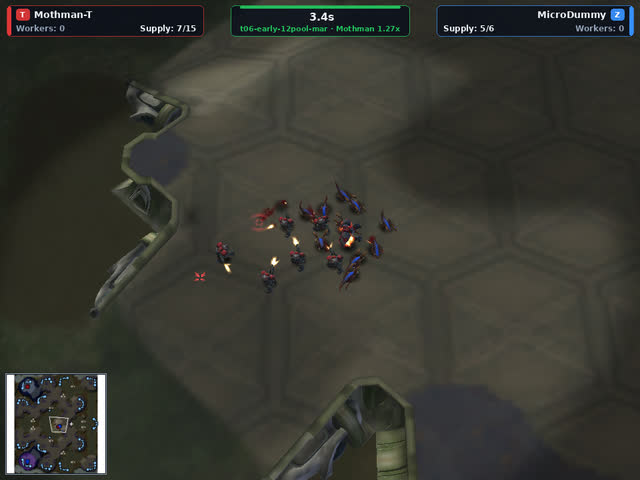 T Mothman-T
Workers: 0 Supply: 7/15
3.4s
t06-early-12pool-mar · Mothman 1.27x
MicroDummy Z
Supply: 5/6 Workers: 0